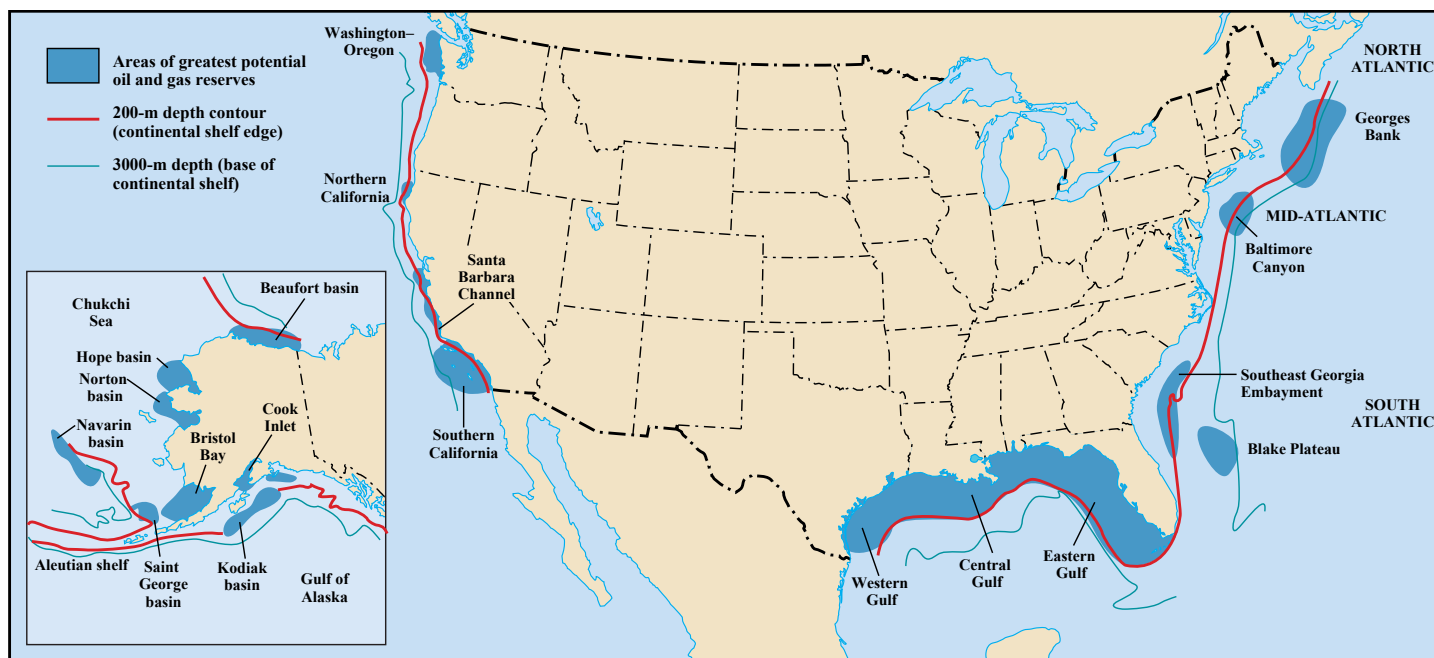 Areas of greatest potential
oil and gas reserves
200-m depth contour
(continental shelf edge)
3000-m depth (base of
continental shelf)
Washington–
Oregon
Northern
California
Santa
Barbara
Channel
Southern
California
NORTH
ATLANTIC
Georges
Bank
MID-ATLANTIC
Baltimore
Canyon
Southeast Georgia
Embayment
SOUTH
ATLANTIC
Blake Plateau
Western
Gulf
Central
Gulf
Eastern
Gulf
Chukchi
Sea
Beaufort basin
Hope basin
Norton
basin
Navarin
basin
Bristol
Bay
Cook
Inlet
Aleutian shelf
Saint
George
basin
Kodiak
basin
Gulf of
Alaska